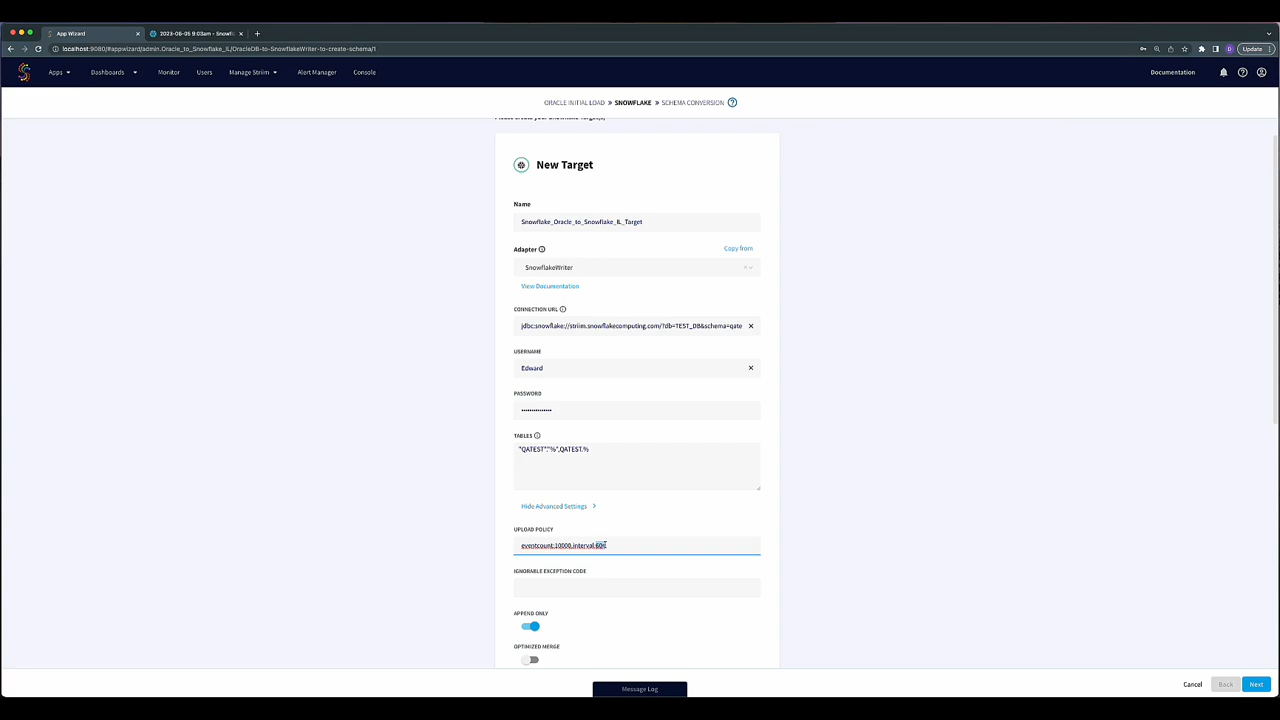 App Wizard
2023-06-05 9:03am - Snowfl
localhost:9080/#appwizard/admin.Oracle_to_Snowflake_IL/OracleDB-to-SnowflakeWriter-to-create-schema/1
D
Update
Apps
Dashboards
Monitor
Users
Manage Striim
Alert Manager
Console
Documentation
ORACLE INITIAL LOAD » SNOWFLAKE » SCHEMA CONVERSION
Please create your Snowflake Target(s)
New Target
Name
Snowflake_Oracle_to_Snowflake_IL_Target
Adapter
Copy from
SnowflakeWriter
View Documentation
CONNECTION URL
jdbc:snowflake://striim.snowflakecomputing.com/?db=TEST_DB&schema=qate
USERNAME
Edward
PASSWORD
TABLES
"QATEST"."%",QATEST.%
Hide Advanced Settings
UPLOAD POLICY
eventcount:10000,interval:60s
IGNORABLE EXCEPTION CODE
APPEND ONLY
OPTIMIZED MERGE
Message Log
Cancel
Back
Next